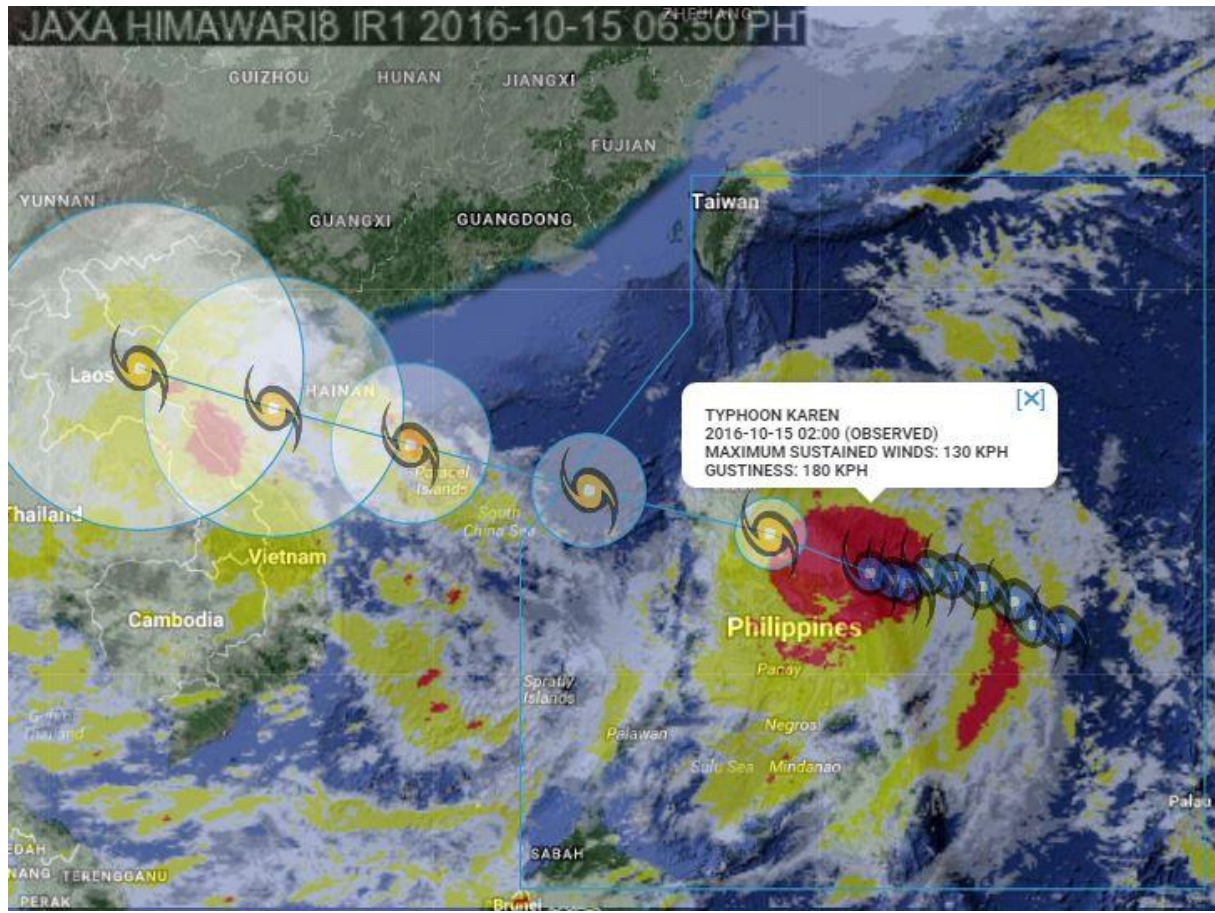 JAXA HIMAWARI8 IR1 2016-10-15 06:50 PHT
ZHEJIANG
GUIZHOU
HUNAN
JIANGXI
FUJIAN
YUNNAN
GUANGXI
GUANGDONG
Taiwan
Laos
HAINAN
[X]
TYPHOON KAREN
2016-10-15 02:00 (OBSERVED)
MAXIMUM SUSTAINED WINDS: 130 KPH
GUSTINESS: 180 KPH
Paracel
Islands
South
China Sea
Thailand
Vietnam
Cambodia
Philippines
Panay
Spratly
Islands
Negros
Palawan
Sulu Sea
Mindanao
Palau
SABAH
EDAH
NANG
TERENGGANU
PERAK
Brunei